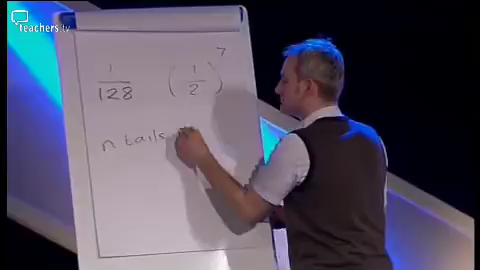 teachers.tv
1/128 (1/2)^7
n tails